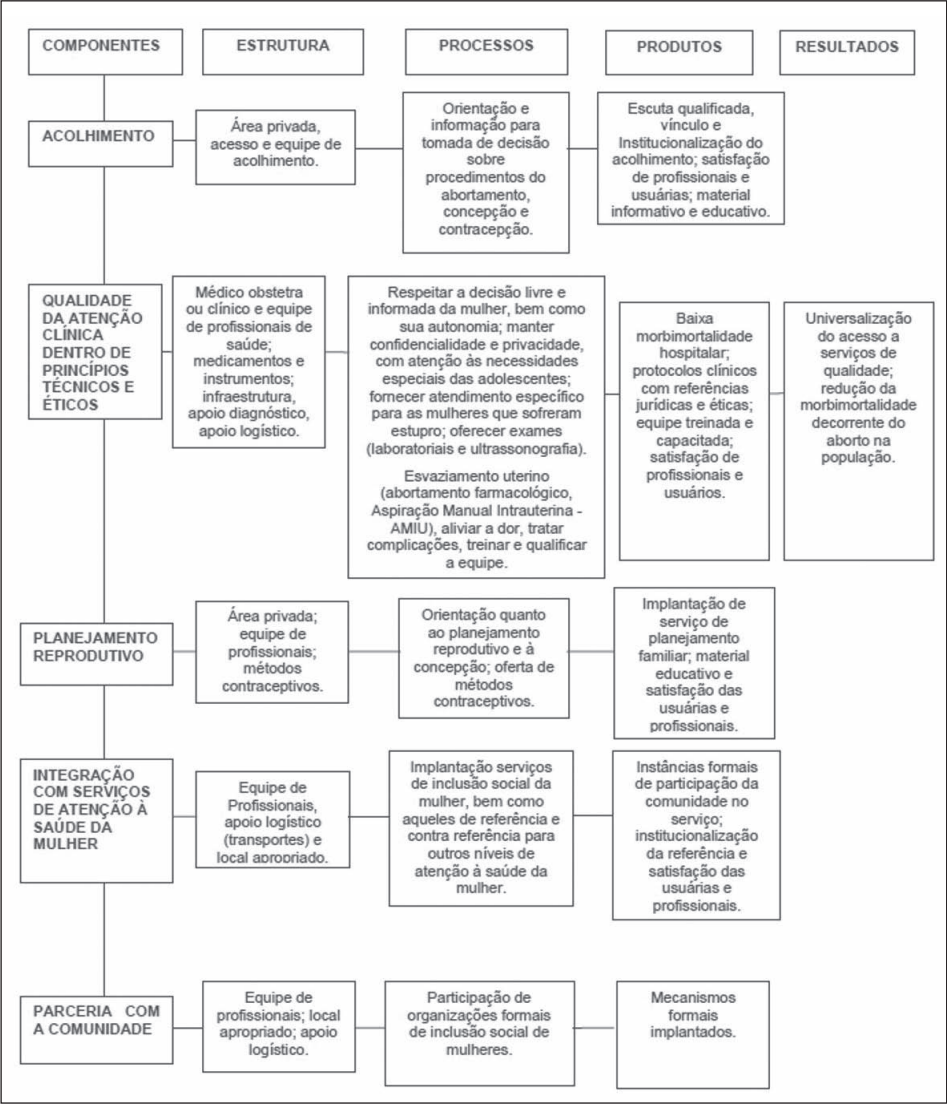 COMPONENTES
ESTRUTURA
PROCESSOS
PRODUTOS
RESULTADOS
ACOLHIMENTO
Área privada,
acesso e equipe de
acolhimento.
Orientação e
informação para
tomada de decisão
sobre
procedimentos do
abortamento,
concepção e
contracepção.
Escuta qualificada,
vínculo e
Institucionalização do
acolhimento; satisfação
de profissionais e
usuárias; material
informativo e educativo.
QUALIDADE
DA ATENÇÃO
CLÍNICA
DENTRO DE
PRINCÍPIOS
TÉCNICOS E
ÉTICOS
Médico obstetra
ou clínico e equipe
de profissionais de
saúde;
medicamentos e
instrumentos;
infraestrutura,
apoio diagnóstico,
apoio logístico.
Respeitar a decisão livre e
informada da mulher, bem como
sua autonomia; manter
confidencialidade e privacidade,
com atenção às necessidades
especiais das adolescentes;
fornecer atendimento específico
para as mulheres que sofreram
estupro; oferecer exames
(laboratoriais e ultrassonografia).
Esvaziamento uterino
(abortamento farmacológico,
Aspiração Manual Intrauterina -
AMIU), aliviar a dor, tratar
complicações, treinar e qualificar
a equipe.
Baixa
morbimortalidade
hospitalar;
protocolos clínicos
com referências
jurídicas e éticas;
equipe treinada e
capacitada;
satisfação de
profissionais e
usuários.
Universalização
do acesso a
serviços de
qualidade;
redução da
morbimortalidade
decorrente do
aborto na
população.
PLANEJAMENTO
REPRODUTIVO
Área privada;
equipe de
profissionais;
métodos
contraceptivos.
Orientação quanto
ao planejamento
reprodutivo e à
concepção; oferta de
métodos
contraceptivos.
Implantação de
serviço de
planejamento
familiar; material
educativo e
satisfação das
usuárias e
profissionais.
INTEGRAÇÃO
COM SERVIÇOS
DE ATENÇÃO À
SAÚDE DA
MULHER
Equipe de
Profissionais,
apoio logístico
(transportes) e
local apropriado.
Implantação serviços
de inclusão social da
mulher, bem como
aqueles de referência e
contra referência para
outros níveis de
atenção à saúde da
mulher.
Instâncias formais
de participação da
comunidade no
serviço;
institucionalização
da referência e
satisfação das
usuárias e
profissionais.
PARCERIA COM
A COMUNIDADE
Equipe de
profissionais; local
apropriado; apoio
logístico.
Participação de
organizações formais
de inclusão social de
mulheres.
Mecanismos
formais
implantados.